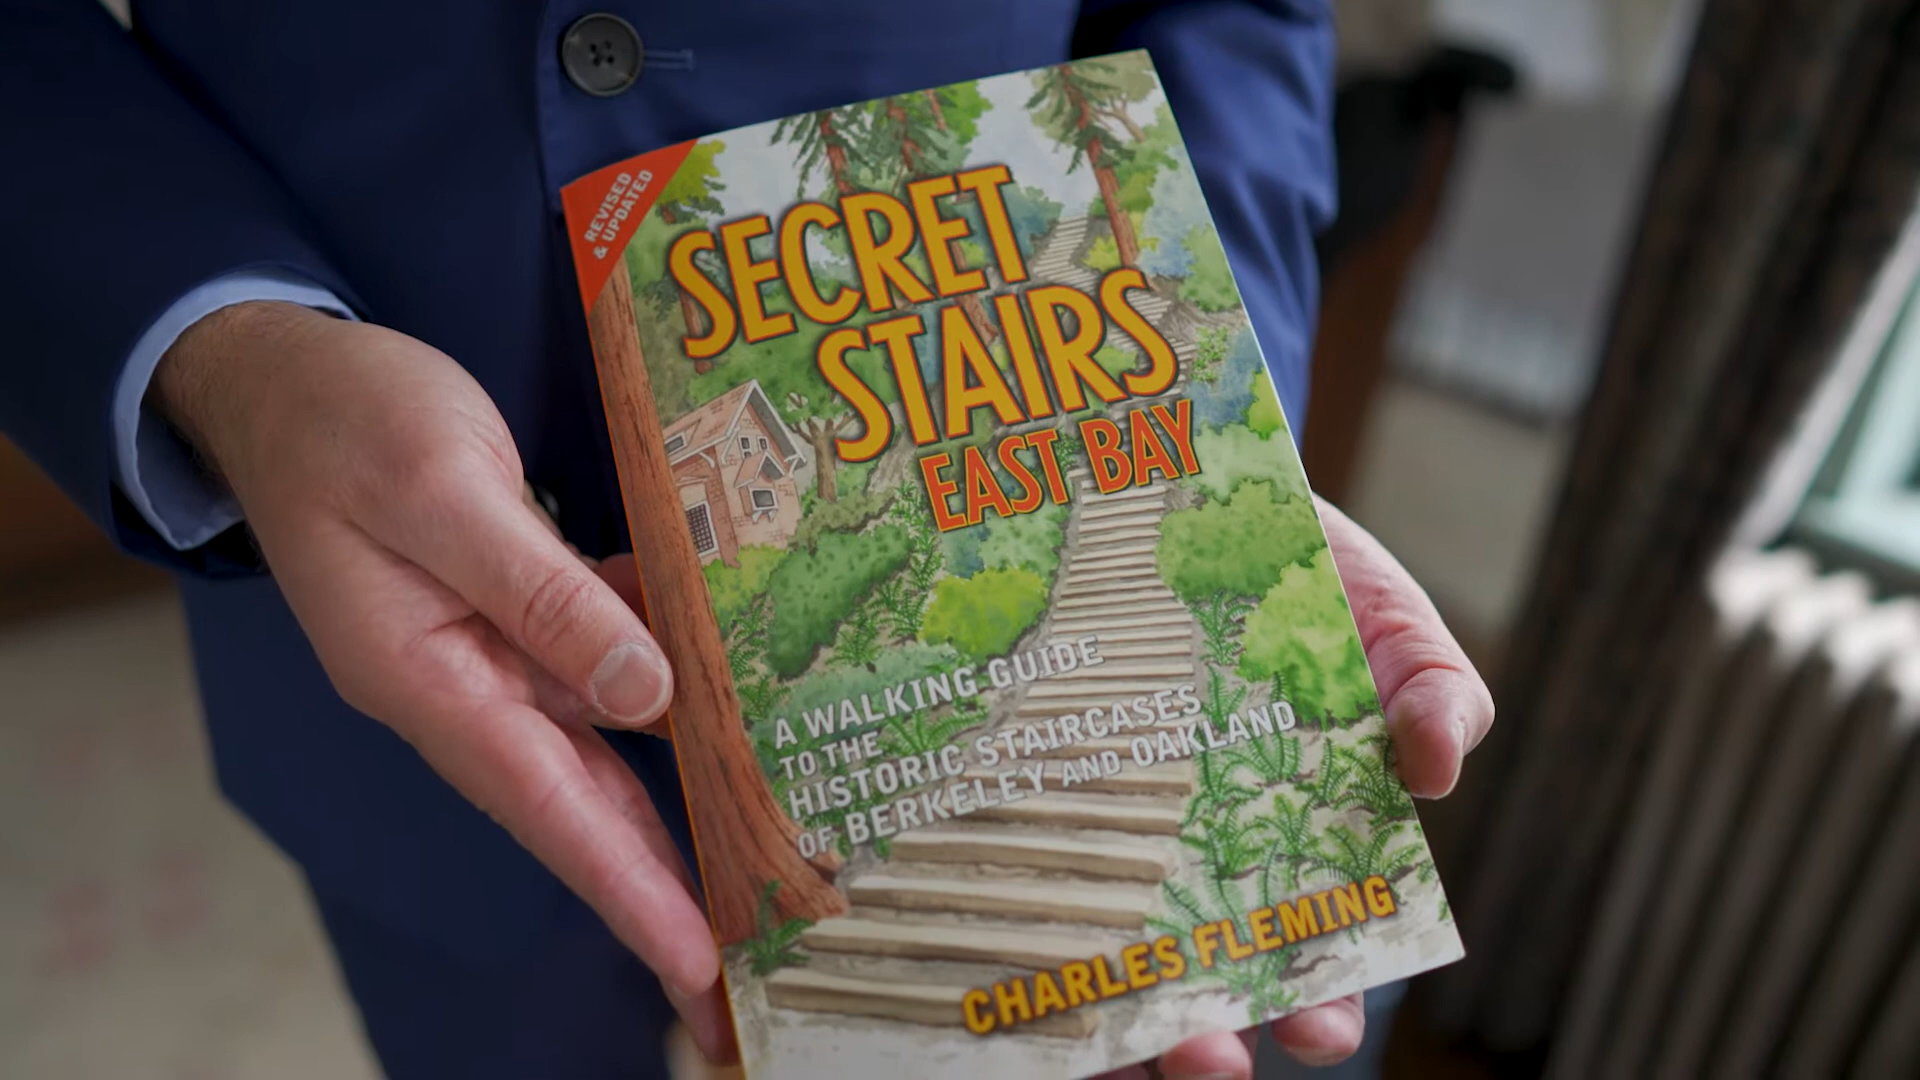 REVISED
& UPDATED
SECRET
STAIRS
EAST BAY
A WALKING GUIDE
TO THE
HISTORIC STAIRCASES
OF BERKELEY AND OAKLAND
CHARLES FLEMING